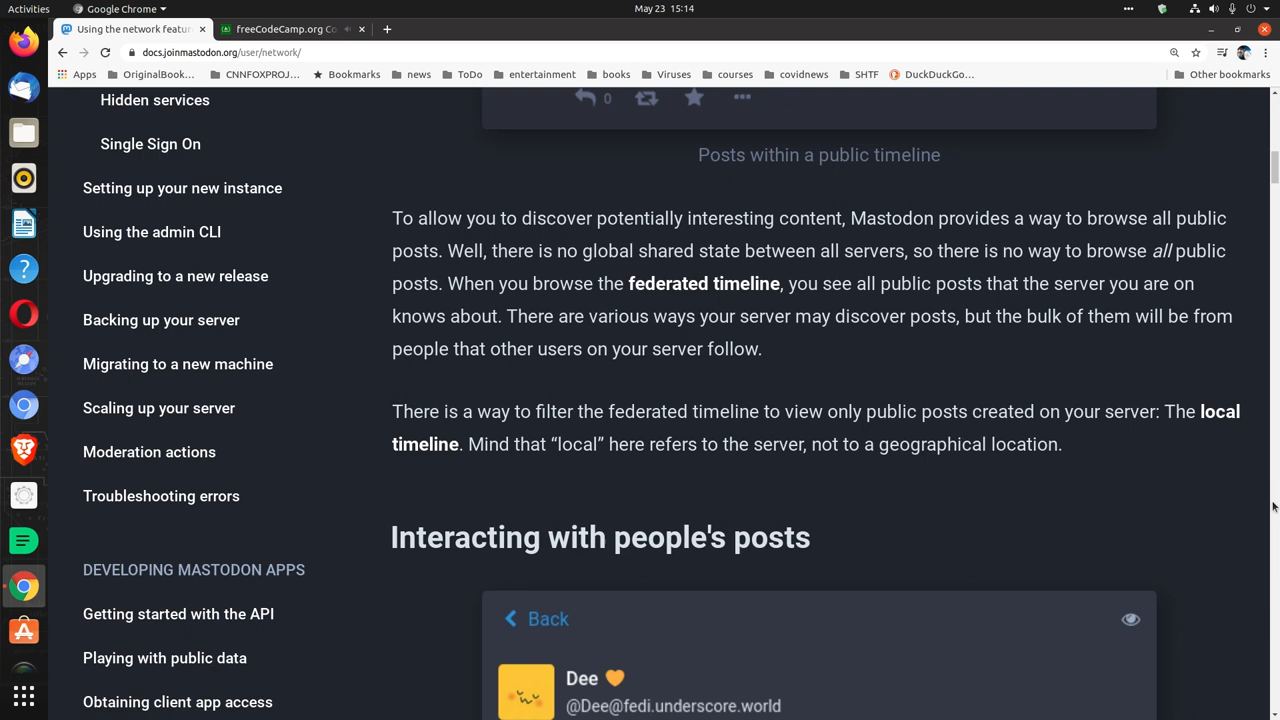 Activities
Google Chrome
May 23 15:14
Using the network featur
freeCodeCamp.org Co
docs.joinmastodon.org/user/network/
Apps
OriginalBook...
CNNFOXPROJ...
Bookmarks
news
ToDo
entertainment
books
Viruses
courses
covidnews
SHTF
DuckDuckGo...
Other bookmarks
Hidden services
Single Sign On
Setting up your new instance
Using the admin CLI
Upgrading to a new release
Backing up your server
Migrating to a new machine
Scaling up your server
Moderation actions
Troubleshooting errors
DEVELOPING MASTODON APPS
Getting started with the API
Playing with public data
Obtaining client app access
0
Posts within a public timeline
To allow you to discover potentially interesting content, Mastodon provides a way to browse all public
posts. Well, there is no global shared state between all servers, so there is no way to browse all public
posts. When you browse the federated timeline, you see all public posts that the server you are on
knows about. There are various ways your server may discover posts, but the bulk of them will be from
people that other users on your server follow.
There is a way to filter the federated timeline to view only public posts created on your server: The local
timeline. Mind that “local” here refers to the server, not to a geographical location.
Interacting with people's posts
Back
Dee 🧡
@Dee@fedi.underscore.world